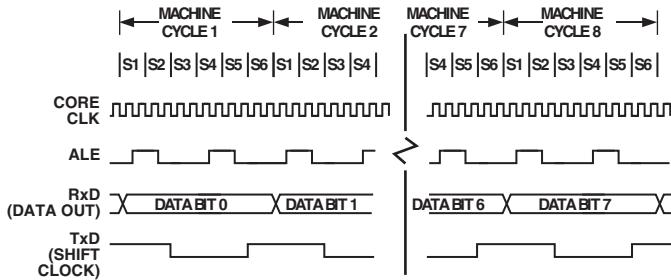 MACHINE CYCLE 1
MACHINE CYCLE 2
MACHINE CYCLE 7
MACHINE CYCLE 8
S1 S2 S3 S4 S5 S6 S1 S2 S3 S4
S4 S5 S6 S1 S2 S3 S4 S5 S6
CORE
CLK
ALE
RxD
(DATA OUT)
DATA BIT 0
DATA BIT 1
DATA BIT 6
DATA BIT 7
TxD
(SHIFT
CLOCK)